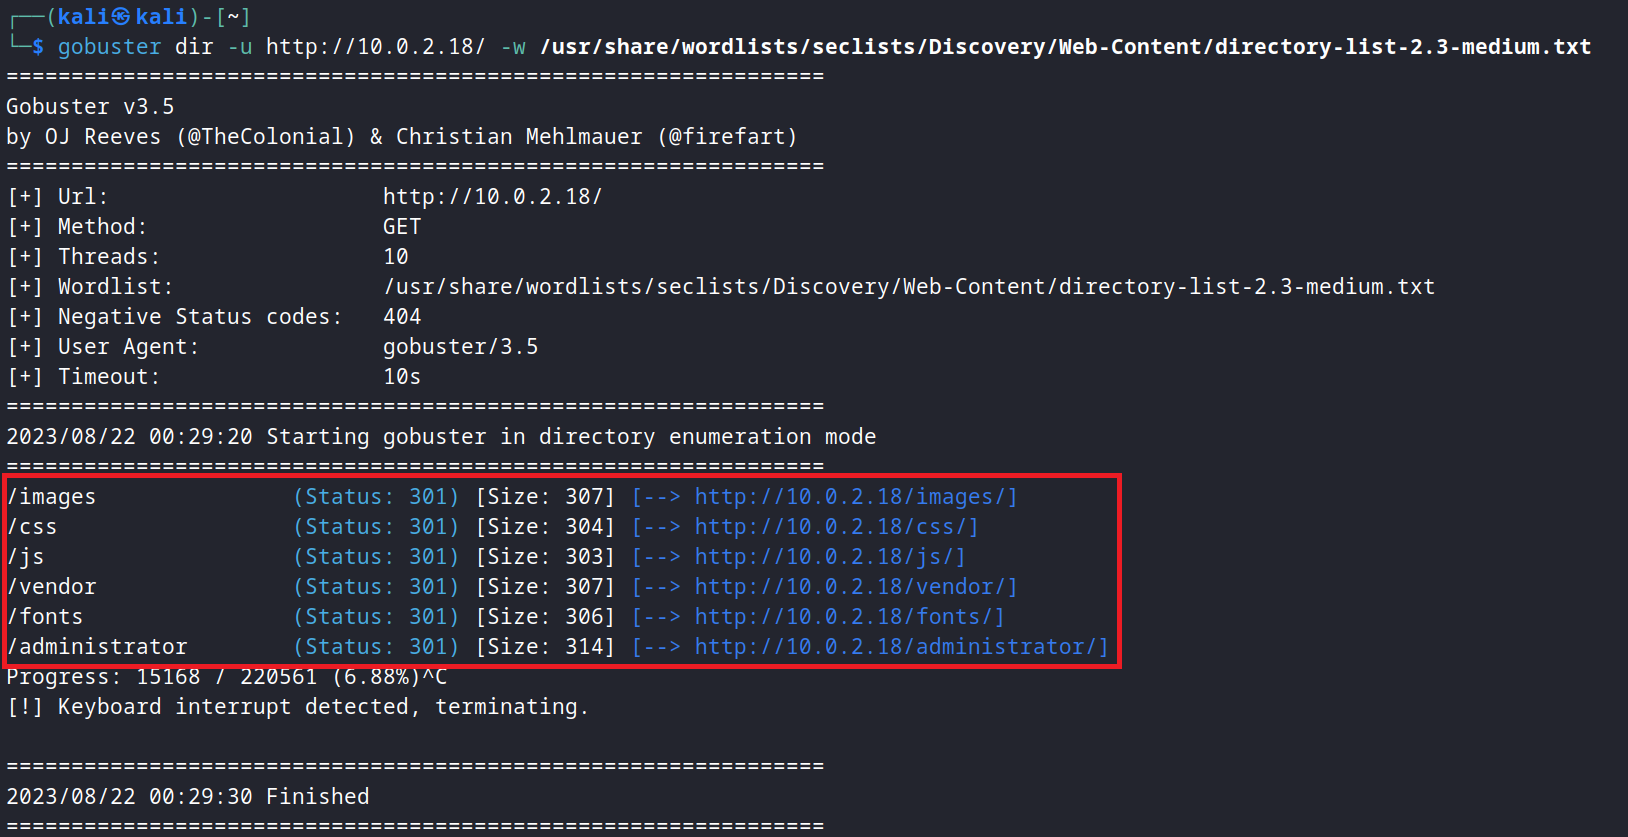 ┌──(kali㉿kali)-[~]
└─$ gobuster dir -u http://10.0.2.18/ -w /usr/share/wordlists/seclists/Discovery/Web-Content/directory-list-2.3-medium.txt
===============================================================
Gobuster v3.5
by OJ Reeves (@TheColonial) & Christian Mehlmauer (@firefart)
===============================================================
[+] Url:                     http://10.0.2.18/
[+] Method:                  GET
[+] Threads:                 10
[+] Wordlist:                /usr/share/wordlists/seclists/Discovery/Web-Content/directory-list-2.3-medium.txt
[+] Negative Status codes:   404
[+] User Agent:              gobuster/3.5
[+] Timeout:                 10s
===============================================================
2023/08/22 00:29:20 Starting gobuster in directory enumeration mode
===============================================================
/images               (Status: 301) [Size: 307] [--> http://10.0.2.18/images/]
/css                  (Status: 301) [Size: 304] [--> http://10.0.2.18/css/]
/js                   (Status: 301) [Size: 303] [--> http://10.0.2.18/js/]
/vendor               (Status: 301) [Size: 307] [--> http://10.0.2.18/vendor/]
/fonts                (Status: 301) [Size: 306] [--> http://10.0.2.18/fonts/]
/administrator        (Status: 301) [Size: 314] [--> http://10.0.2.18/administrator/]
Progress: 15168 / 220561 (6.88%)^C
[!] Keyboard interrupt detected, terminating.
===============================================================
2023/08/22 00:29:30 Finished
===============================================================